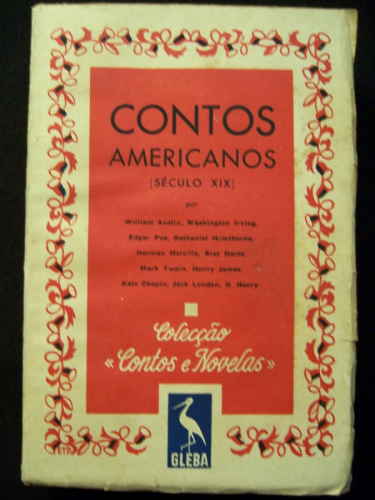 CONTOS
AMERICANOS
(SÉCULO XIX)
por
William Austin, Washington Irving,
Edgar Poe, Nathaniel Hawthorne,
Herman Melville, Bret Harte,
Mark Twain, Henry James,
Kate Chopin, Jack London, O. Henry
Colecção
«Contos e Novelas»
GLEBA